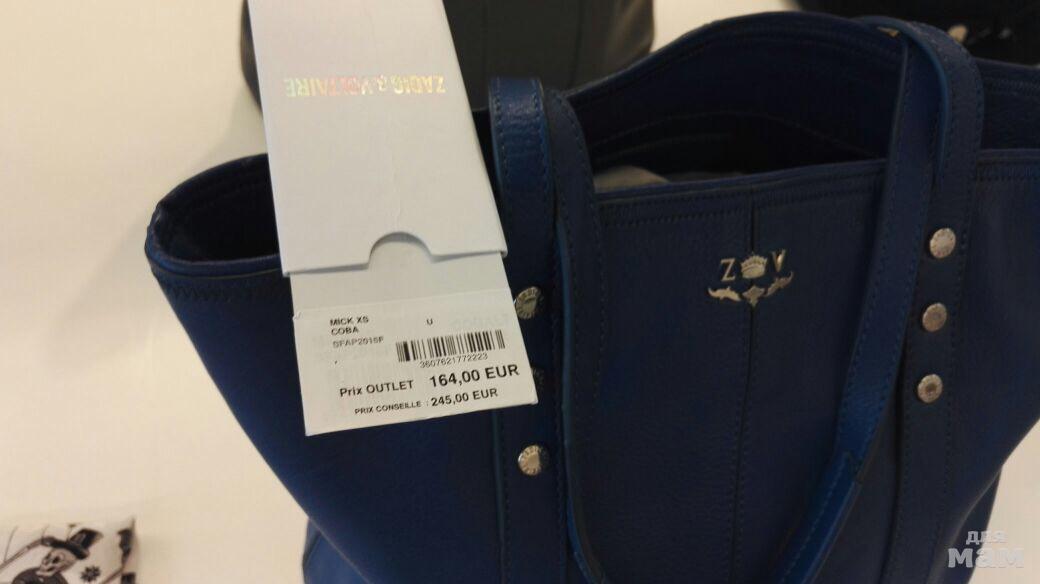 ZADIG & VOLTAIRE
MICK XS U
COBA
SFAP2016F
3607621772223
Prix OUTLET 164,00 EUR
PRIX CONSEILLE : 245,00 EUR
Z V
для
мам